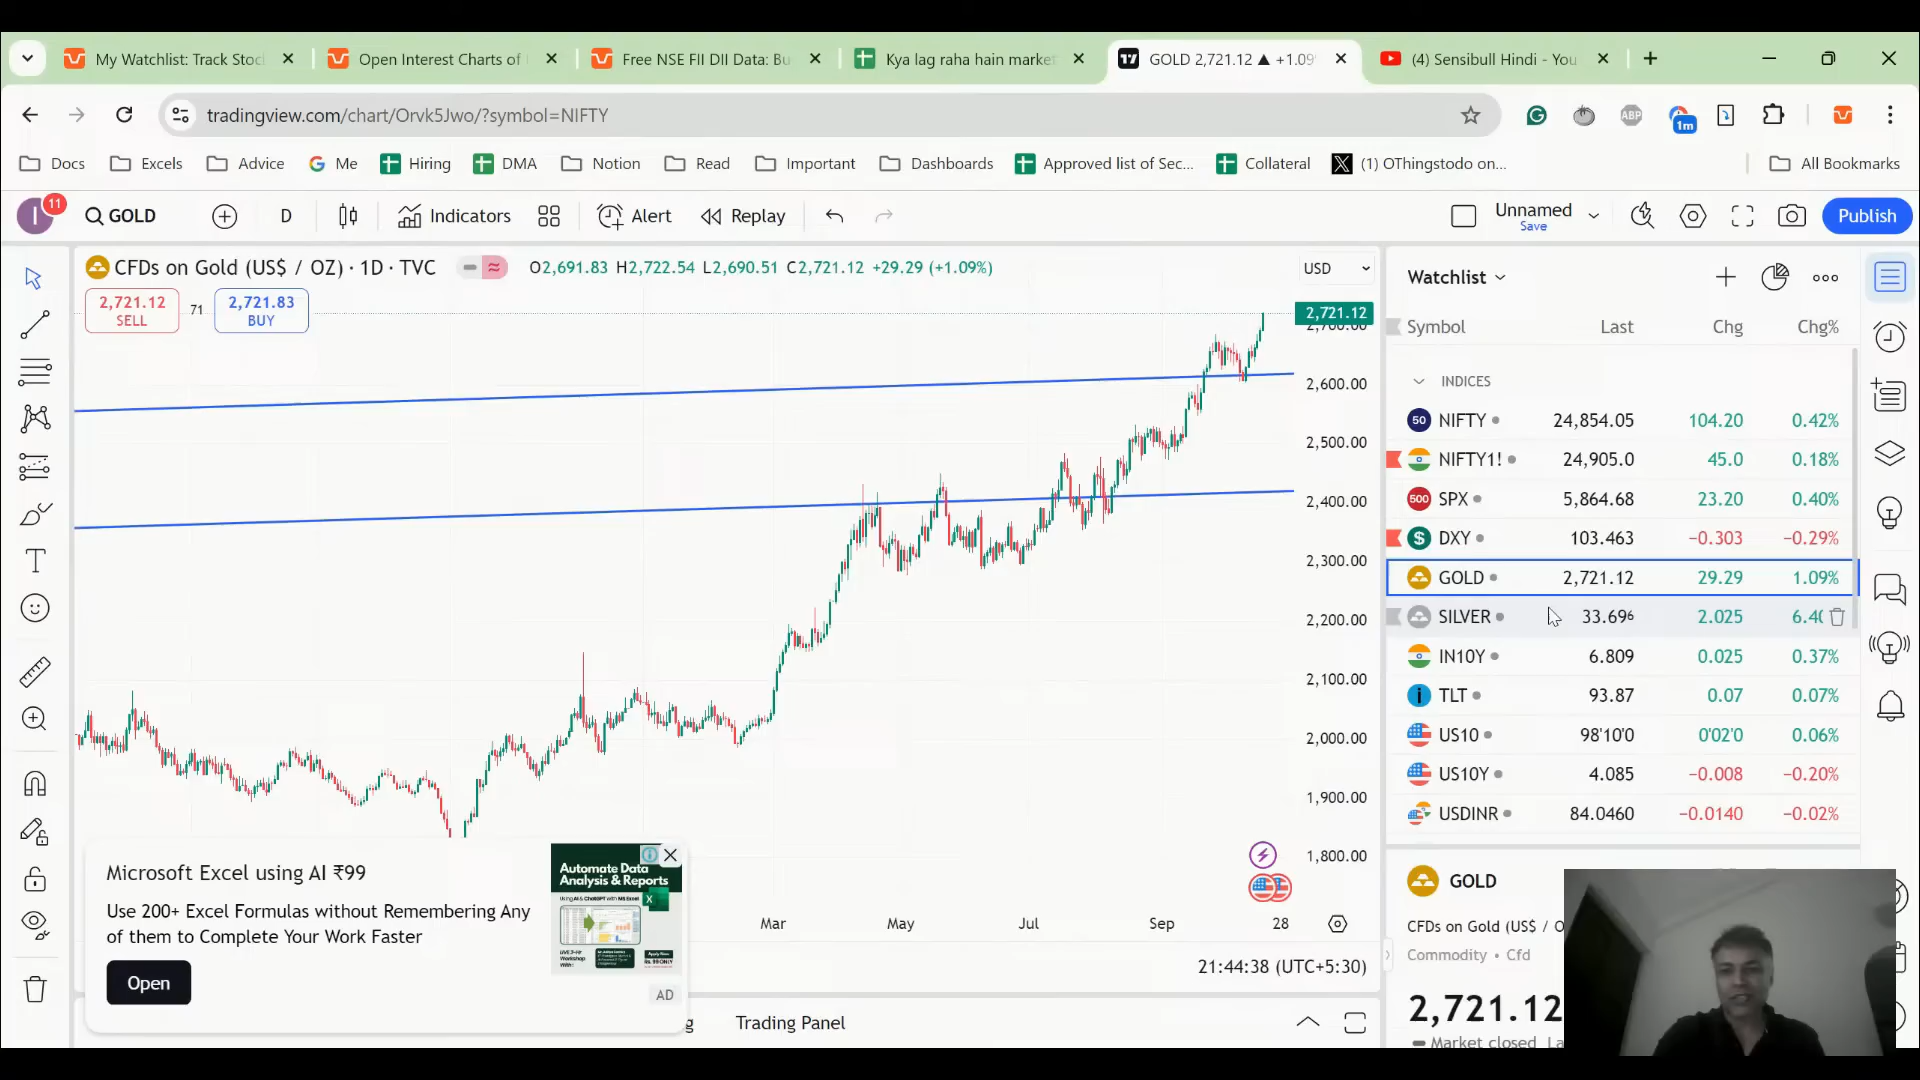 My Watchlist: Track Stoc
Open Interest Charts of
Free NSE FII DII Data: Bu
Kya lag raha hain market
GOLD 2,721.12 ▲ +1.09
(4) Sensibull Hindi - You
tradingview.com/chart/Orvk5Jwo/?symbol=NIFTY
ABP
1m
Docs
Excels
Advice
Me
Hiring
DMA
Notion
Read
Important
Dashboards
Approved list of Sec...
Collateral
(1) OThingstodo on...
All Bookmarks
I
11
GOLD
D
Indicators
Alert
Replay
Unnamed
Save
Publish
CFDs on Gold (US$ / OZ) · 1D · TVC
O2,691.83 H2,722.54 L2,690.51 C2,721.12 +29.29 (+1.09%)
USD
2,721.12
SELL
71
2,721.83
BUY
2,721.12
2,700.00
2,600.00
2,500.00
2,400.00
2,300.00
2,200.00
2,100.00
2,000.00
1,900.00
1,800.00
Mar
May
Jul
Sep
28
21:44:38 (UTC+5:30)
Trading Panel
Microsoft Excel using AI ₹99
Use 200+ Excel Formulas without Remembering Any
of them to Complete Your Work Faster
Open
Automate Data
Analysis & Reports
AD
Watchlist
Symbol Last Chg Chg%
INDICES
50 NIFTY 24,854.05 104.20 0.42%
NIFTY1! 24,905.0 45.0 0.18%
500 SPX 5,864.68 23.20 0.40%
$ DXY 103.463 −0.303 −0.29%
GOLD 2,721.12 29.29 1.09%
SILVER 33.696 2.025 6.40
IN10Y 6.809 0.025 0.37%
TLT 93.87 0.07 0.07%
US10 98'10'0 0'02'0 0.06%
US10Y 4.085 −0.008 −0.20%
USDINR 84.0460 −0.0140 −0.02%
GOLD
CFDs on Gold (US$ / O
Commodity • Cfd
2,721.12
Market closed